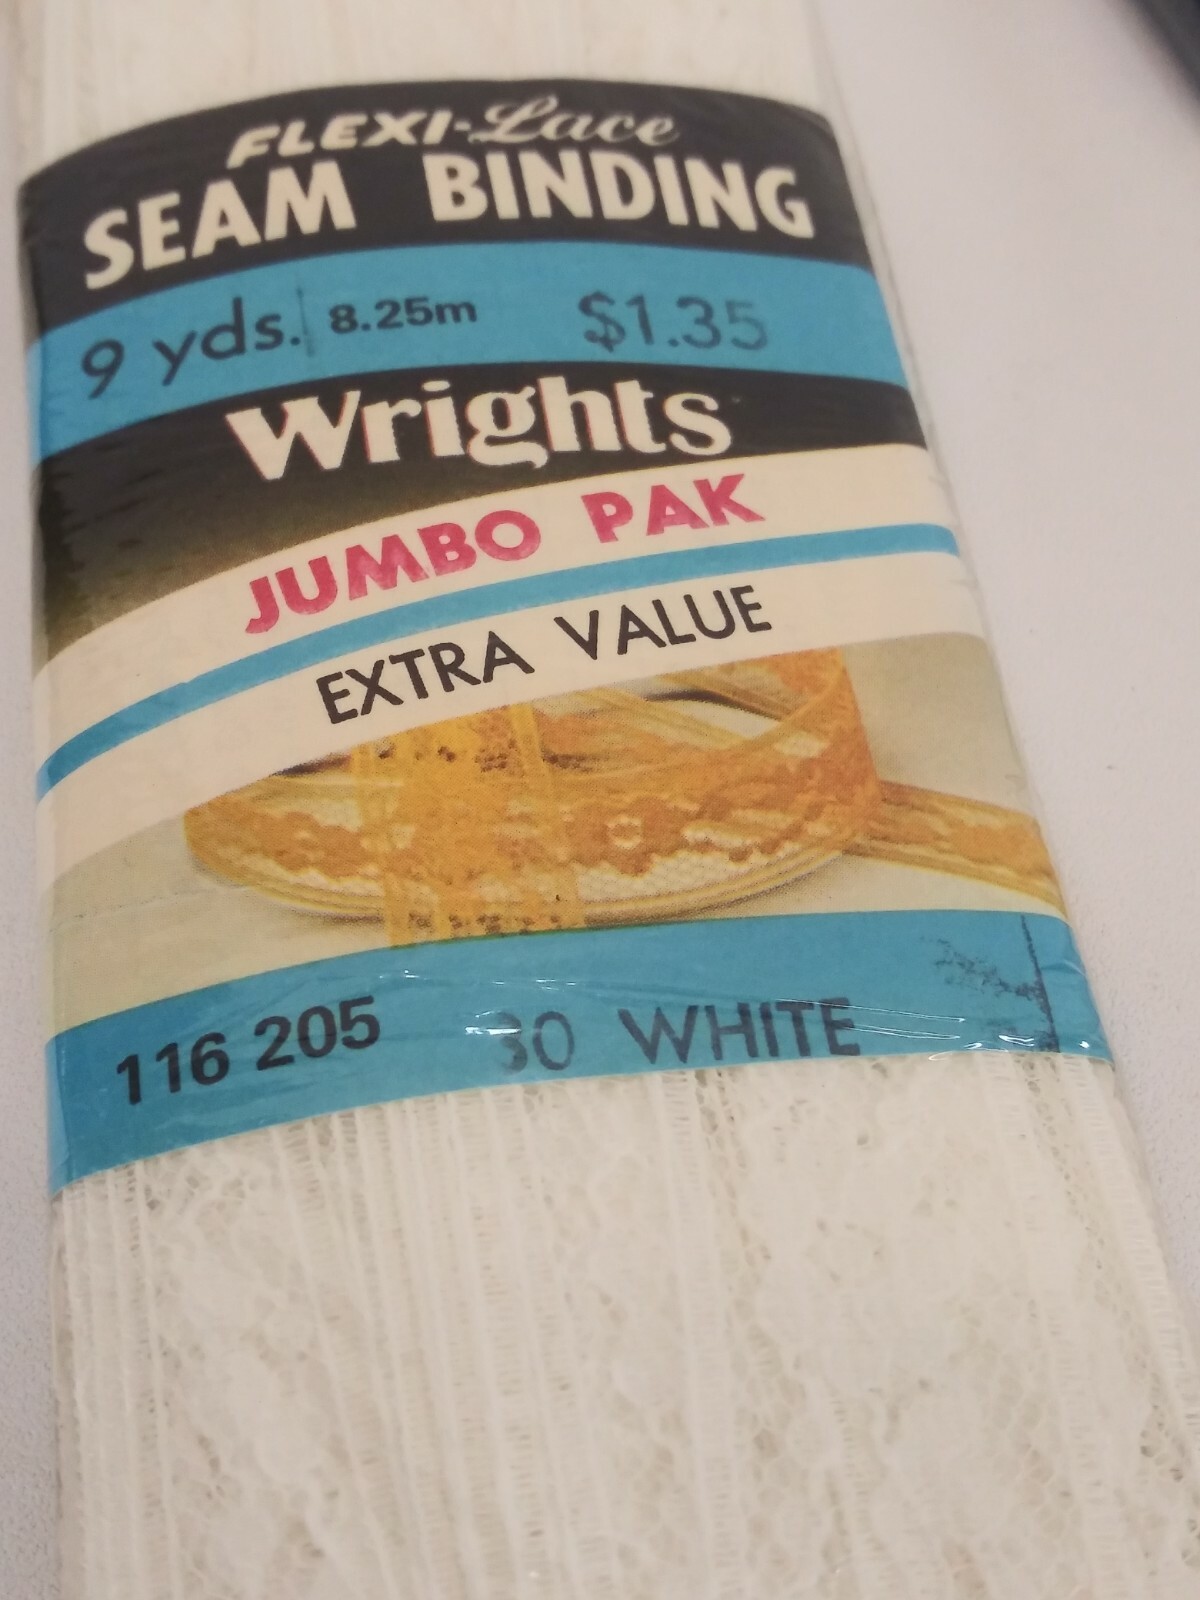 FLEXI-Lace
SEAM BINDING
9 yds. 8.25m $1.35
Wrights
JUMBO PAK
EXTRA VALUE
116 205 30 WHITE